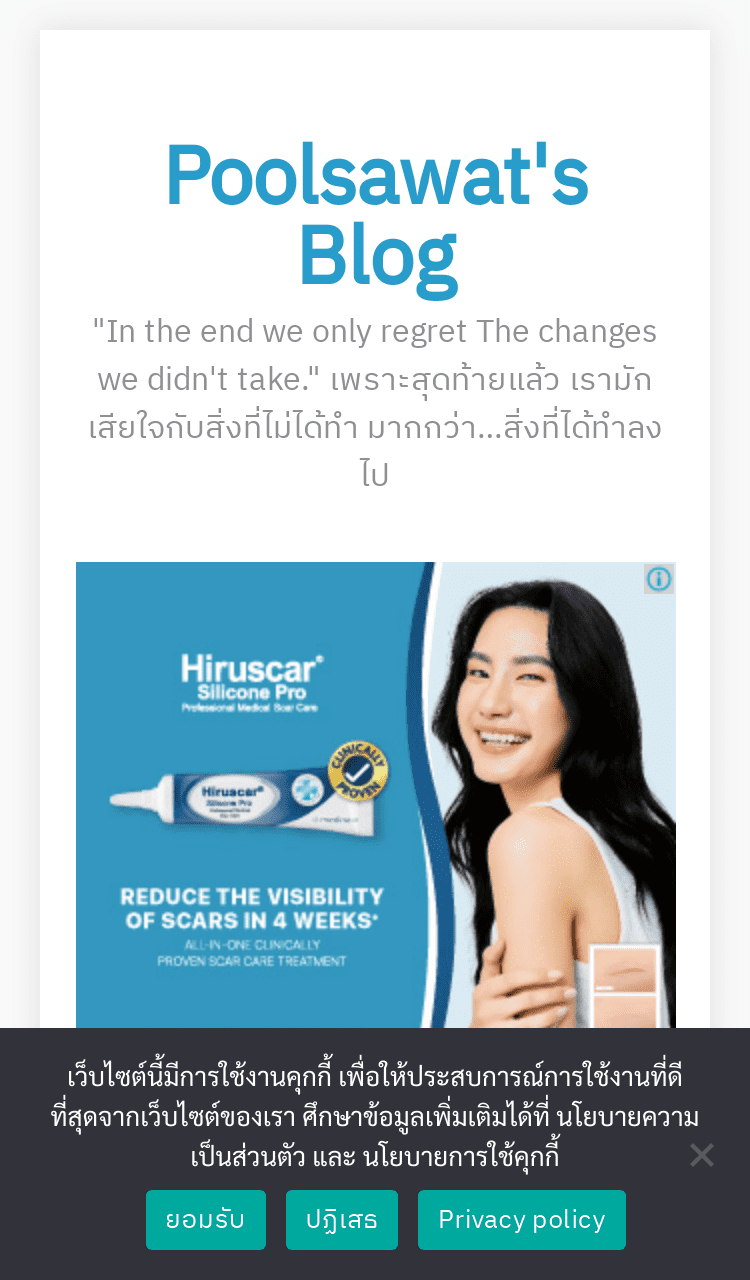 Poolsawat's
Blog
"In the end we only regret The changes
we didn't take." เพราะสุดท้ายแล้ว เรามัก
เสียใจกับสิ่งที่ไม่ได้ทำ มากกว่า...สิ่งที่ได้ทำลง
ไป
Hiruscar®
Silicone Pro
Professional Medical Scar Care
CLINICALLY
PROVEN
Hiruscar®
Silicone Pro
REDUCE THE VISIBILITY
OF SCARS IN 4 WEEKS*
ALL-IN-ONE CLINICALLY
PROVEN SCAR CARE TREATMENT
เว็บไซต์นี้มีการใช้งานคุกกี้ เพื่อให้ประสบการณ์การใช้งานที่ดี
ที่สุดจากเว็บไซต์ของเรา ศึกษาข้อมูลเพิ่มเติมได้ที่ นโยบายความ
เป็นส่วนตัว และ นโยบายการใช้คุกกี้
ยอมรับ
ปฏิเสธ
Privacy policy